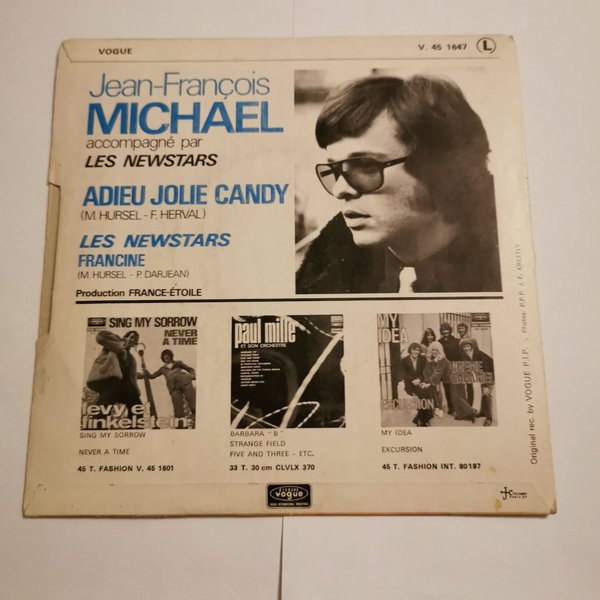 VOGUE
V. 45 1647 L
Jean-François
MICHAEL
accompagné par
LES NEWSTARS
ADIEU JOLIE CANDY
(M. HURSEL - F. HERVAL)
LES NEWSTARS
FRANCINE
(M. HURSEL - P. DARJEAN)
Production FRANCE-ÉTOILE
SING MY SORROW
NEVER
A TIME
levy et
finkelstein
SING MY SORROW
NEVER A TIME
45 T. FASHION V. 45 1601
paul mille
ET SON ORCHESTRE
BARBARA "B"
STRANGE FIELD
FIVE AND THREE - ETC.
33 T. 30 cm CLVLX 370
MY
IDEA
CREME
EXCURSION
MY IDEA
EXCURSION
45 T. FASHION INT. 80187
Original rec. by VOGUE P.I.P.
vogue